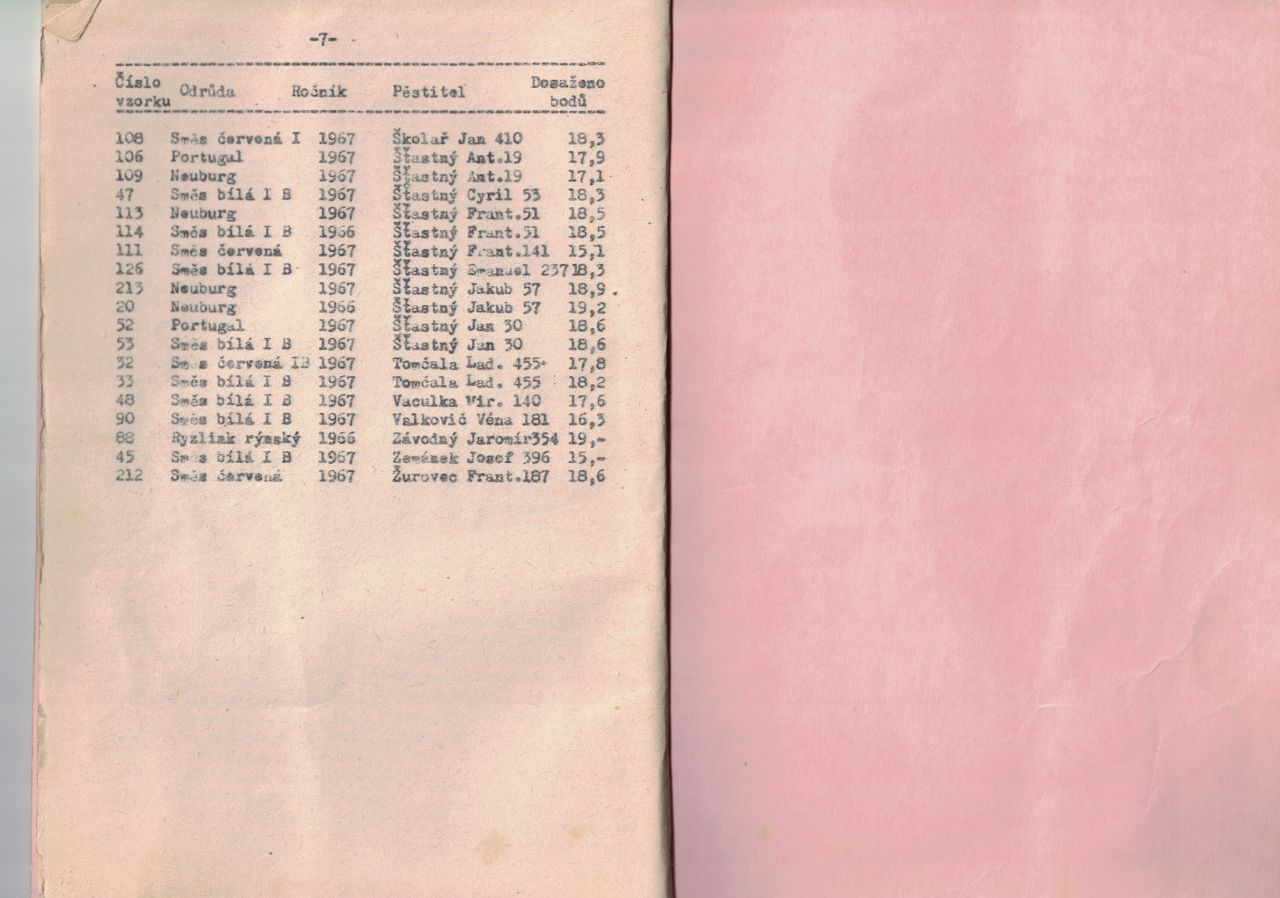 -7-
Číslo vzorku Odrůda Ročník Pěstitel Dosaženo bodů
108 Směs červená I 1967 Školař Jan 410 18,3
106 Portugal 1967 Šťastný Ant.19 17,9
109 Neuburg 1967 Šťastný Ant.19 17,1
47 Směs bílá I B 1967 Šťastný Cyril 53 18,3
113 Neuburg 1967 Šťastný Frant.51 18,5
114 Směs bílá I B 1966 Šťastný Frant.51 18,5
111 Směs červená 1967 Šťastný Frant.141 15,1
126 Směs bílá I B 1967 Šťastný Emanuel 237 18,3
213 Neuburg 1967 Šťastný Jakub 57 18,9
20 Neuburg 1966 Šťastný Jakub 57 19,2
52 Portugal 1967 Šťastný Jan 30 18,6
53 Směs bílá I B 1967 Šťastný Jan 30 18,6
32 Směs červená IB 1967 Tomčala Lad. 455 17,8
33 Směs bílá I B 1967 Tomčala Lad. 455 18,2
48 Směs bílá I B 1967 Vaculka Vir. 140 17,6
90 Směs bílá I B 1967 Valković Véna 181 16,3
88 Ryzlink rýnský 1966 Závodný Jaromír354 19,-
45 Směs bílá I B 1967 Zemánek Josef 396 15,-
212 Směs červená 1967 Žurovec Frant.187 18,6